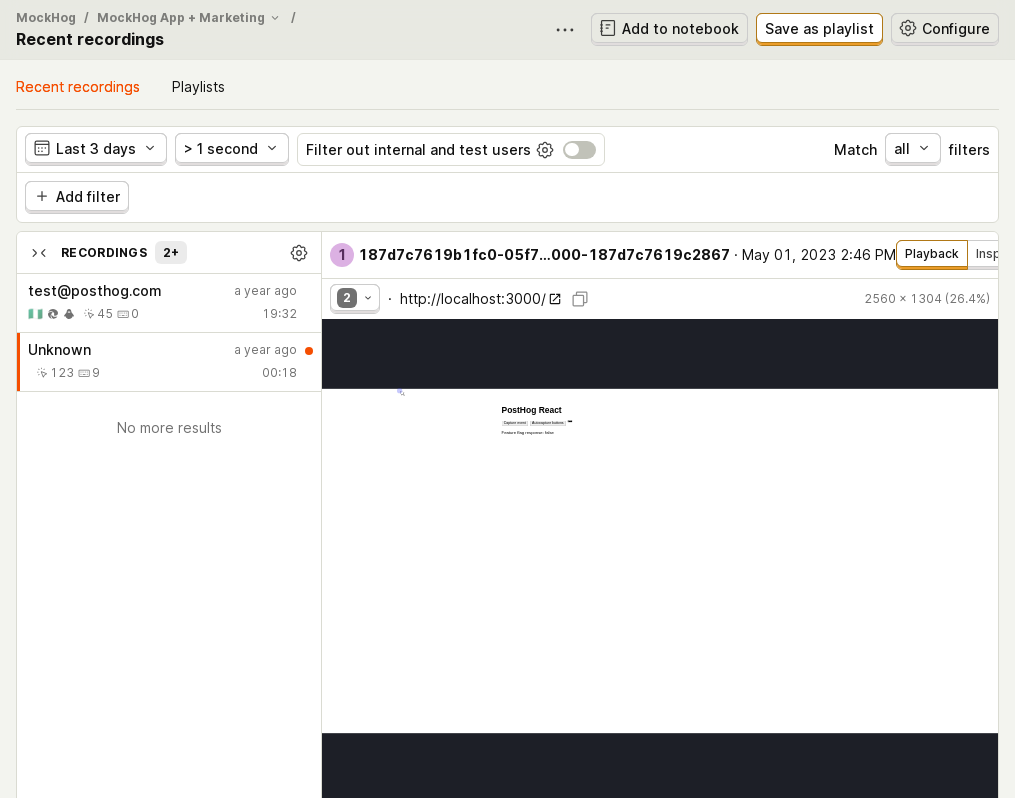 MockHog / MockHog App + Marketing /
Recent recordings
Add to notebook
Save as playlist
Configure
Recent recordings
Playlists
Last 3 days
> 1 second
Filter out internal and test users
Match all filters
Add filter
RECORDINGS 2+
test@posthog.com a year ago
45 0 19:32
Unknown a year ago
123 9 00:18
No more results
1 187d7c7619b1fc0-05f7...000-187d7c7619c2867 · May 01, 2023 2:46 PM
Playback
Insp
2 · http://localhost:3000/
2560 × 1304 (26.4%)
PostHog React
Capture event Autocapture buttons
Feature flag response: false